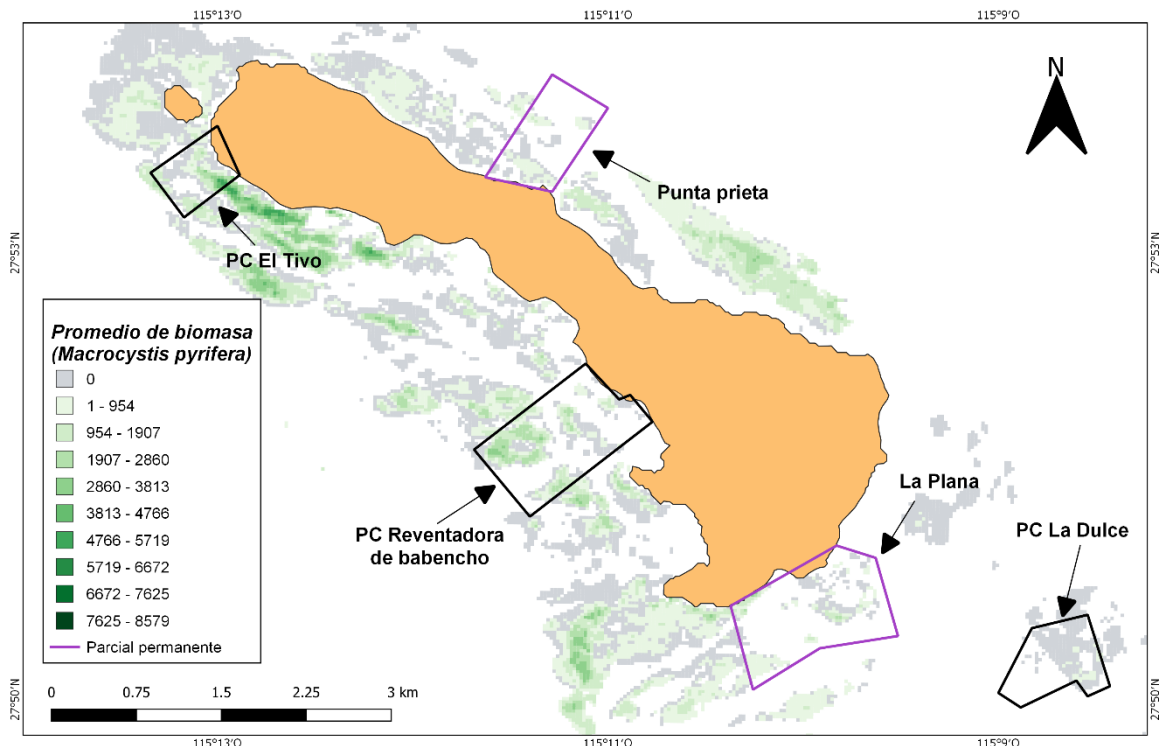 115°13'O
115°11'O
115°9'O
N
Punta prieta
27°53'N
27°53'N
PC El Tivo
Promedio de biomasa
(Macrocystis pyrifera)
0
1 - 954
954 - 1907
1907 - 2860
2860 - 3813
3813 - 4766
4766 - 5719
5719 - 6672
6672 - 7625
7625 - 8579
Parcial permanente
La Plana
PC Reventadora
de babencho
PC La Dulce
0
0.75
1.5
2.25
3 km
27°50'N
27°50'N
115°13'O
115°11'O
115°9'O